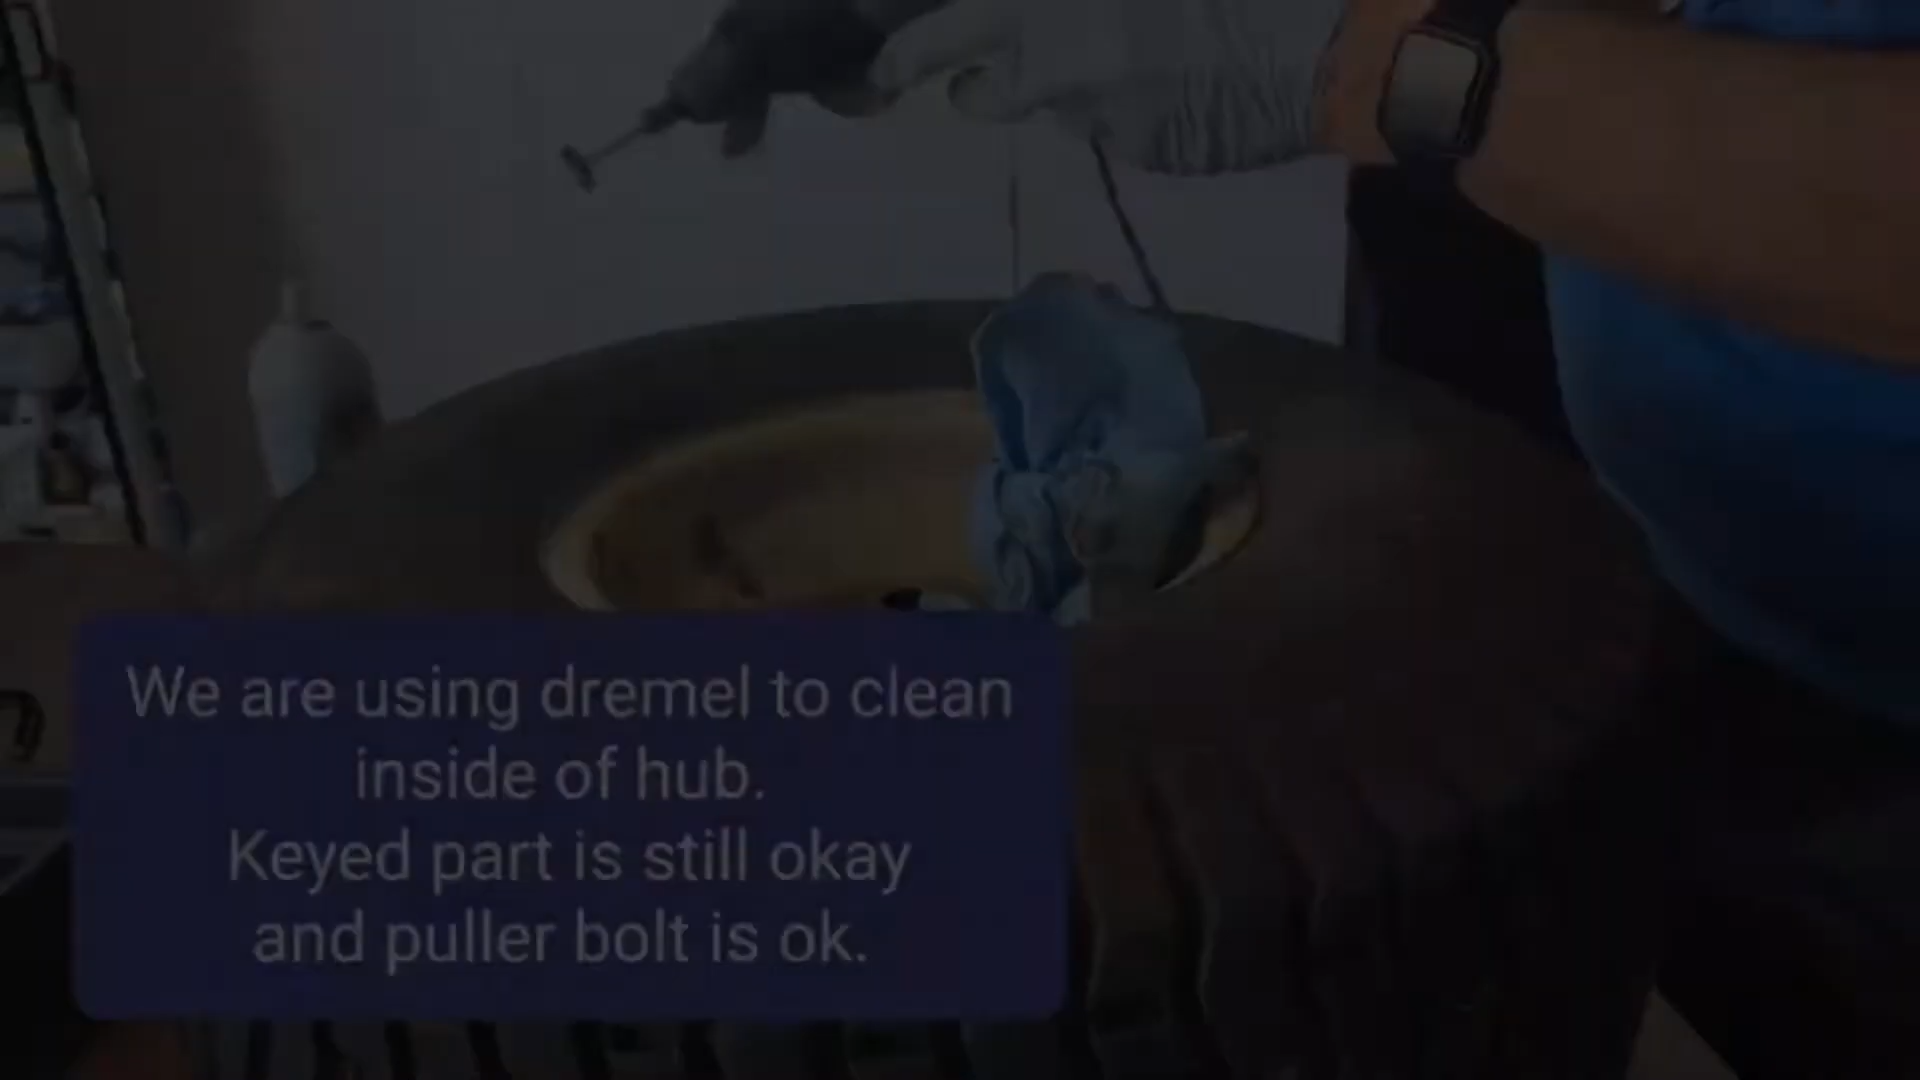 We are using dremel to clean
inside of hub.
Keyed part is still okay
and puller bolt is ok.